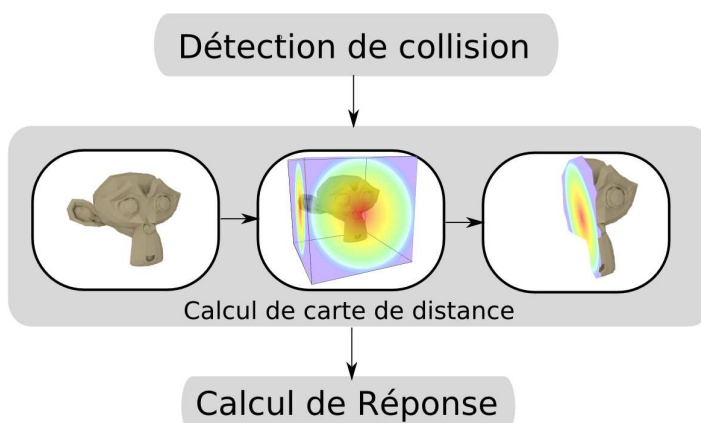 Détection de collision
Calcul de carte de distance
Calcul de Réponse